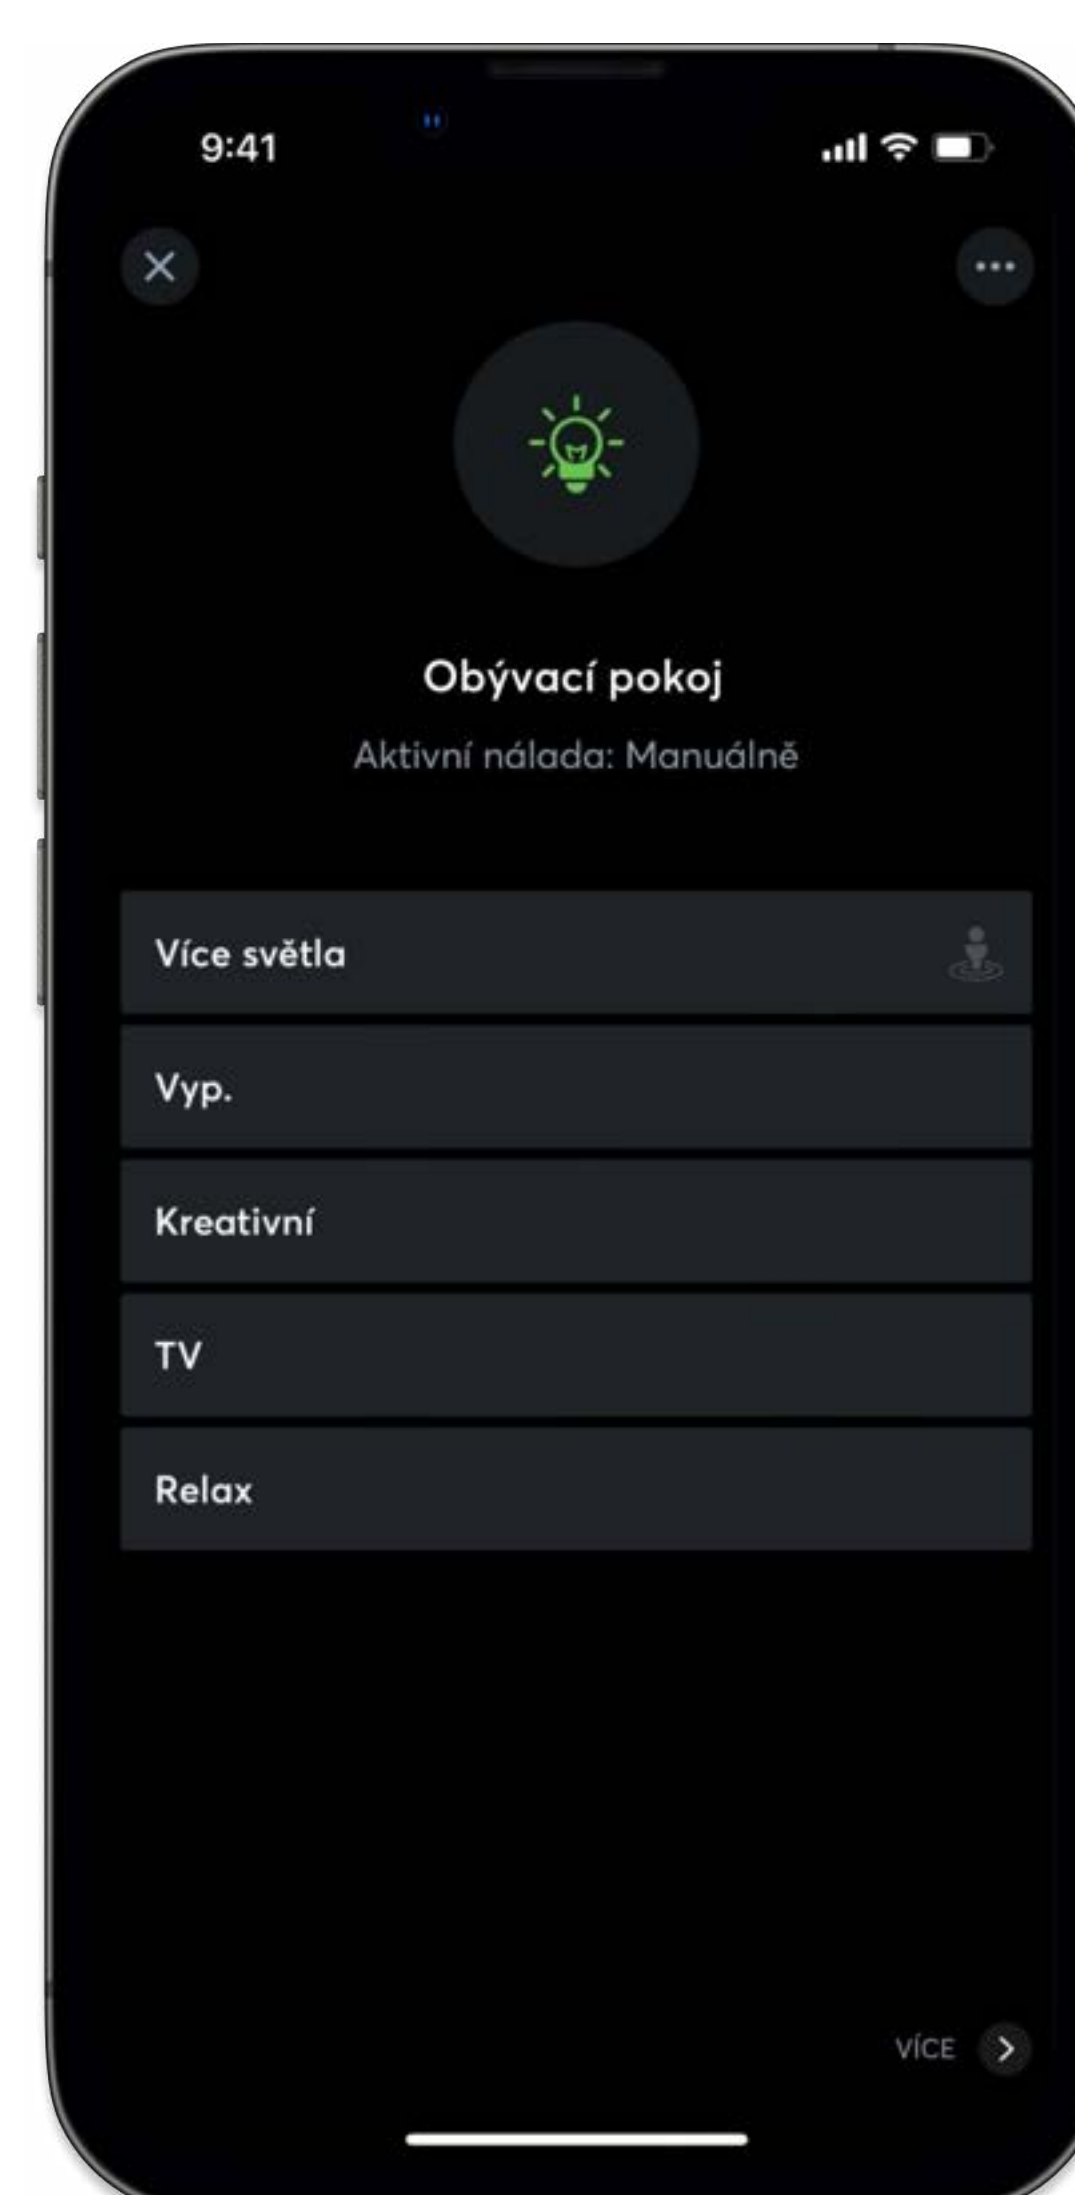 9:41
Obývací pokoj
Aktivní nálada: Manuálně
Více světla
Vyp.
Kreativní
TV
Relax
VÍCE